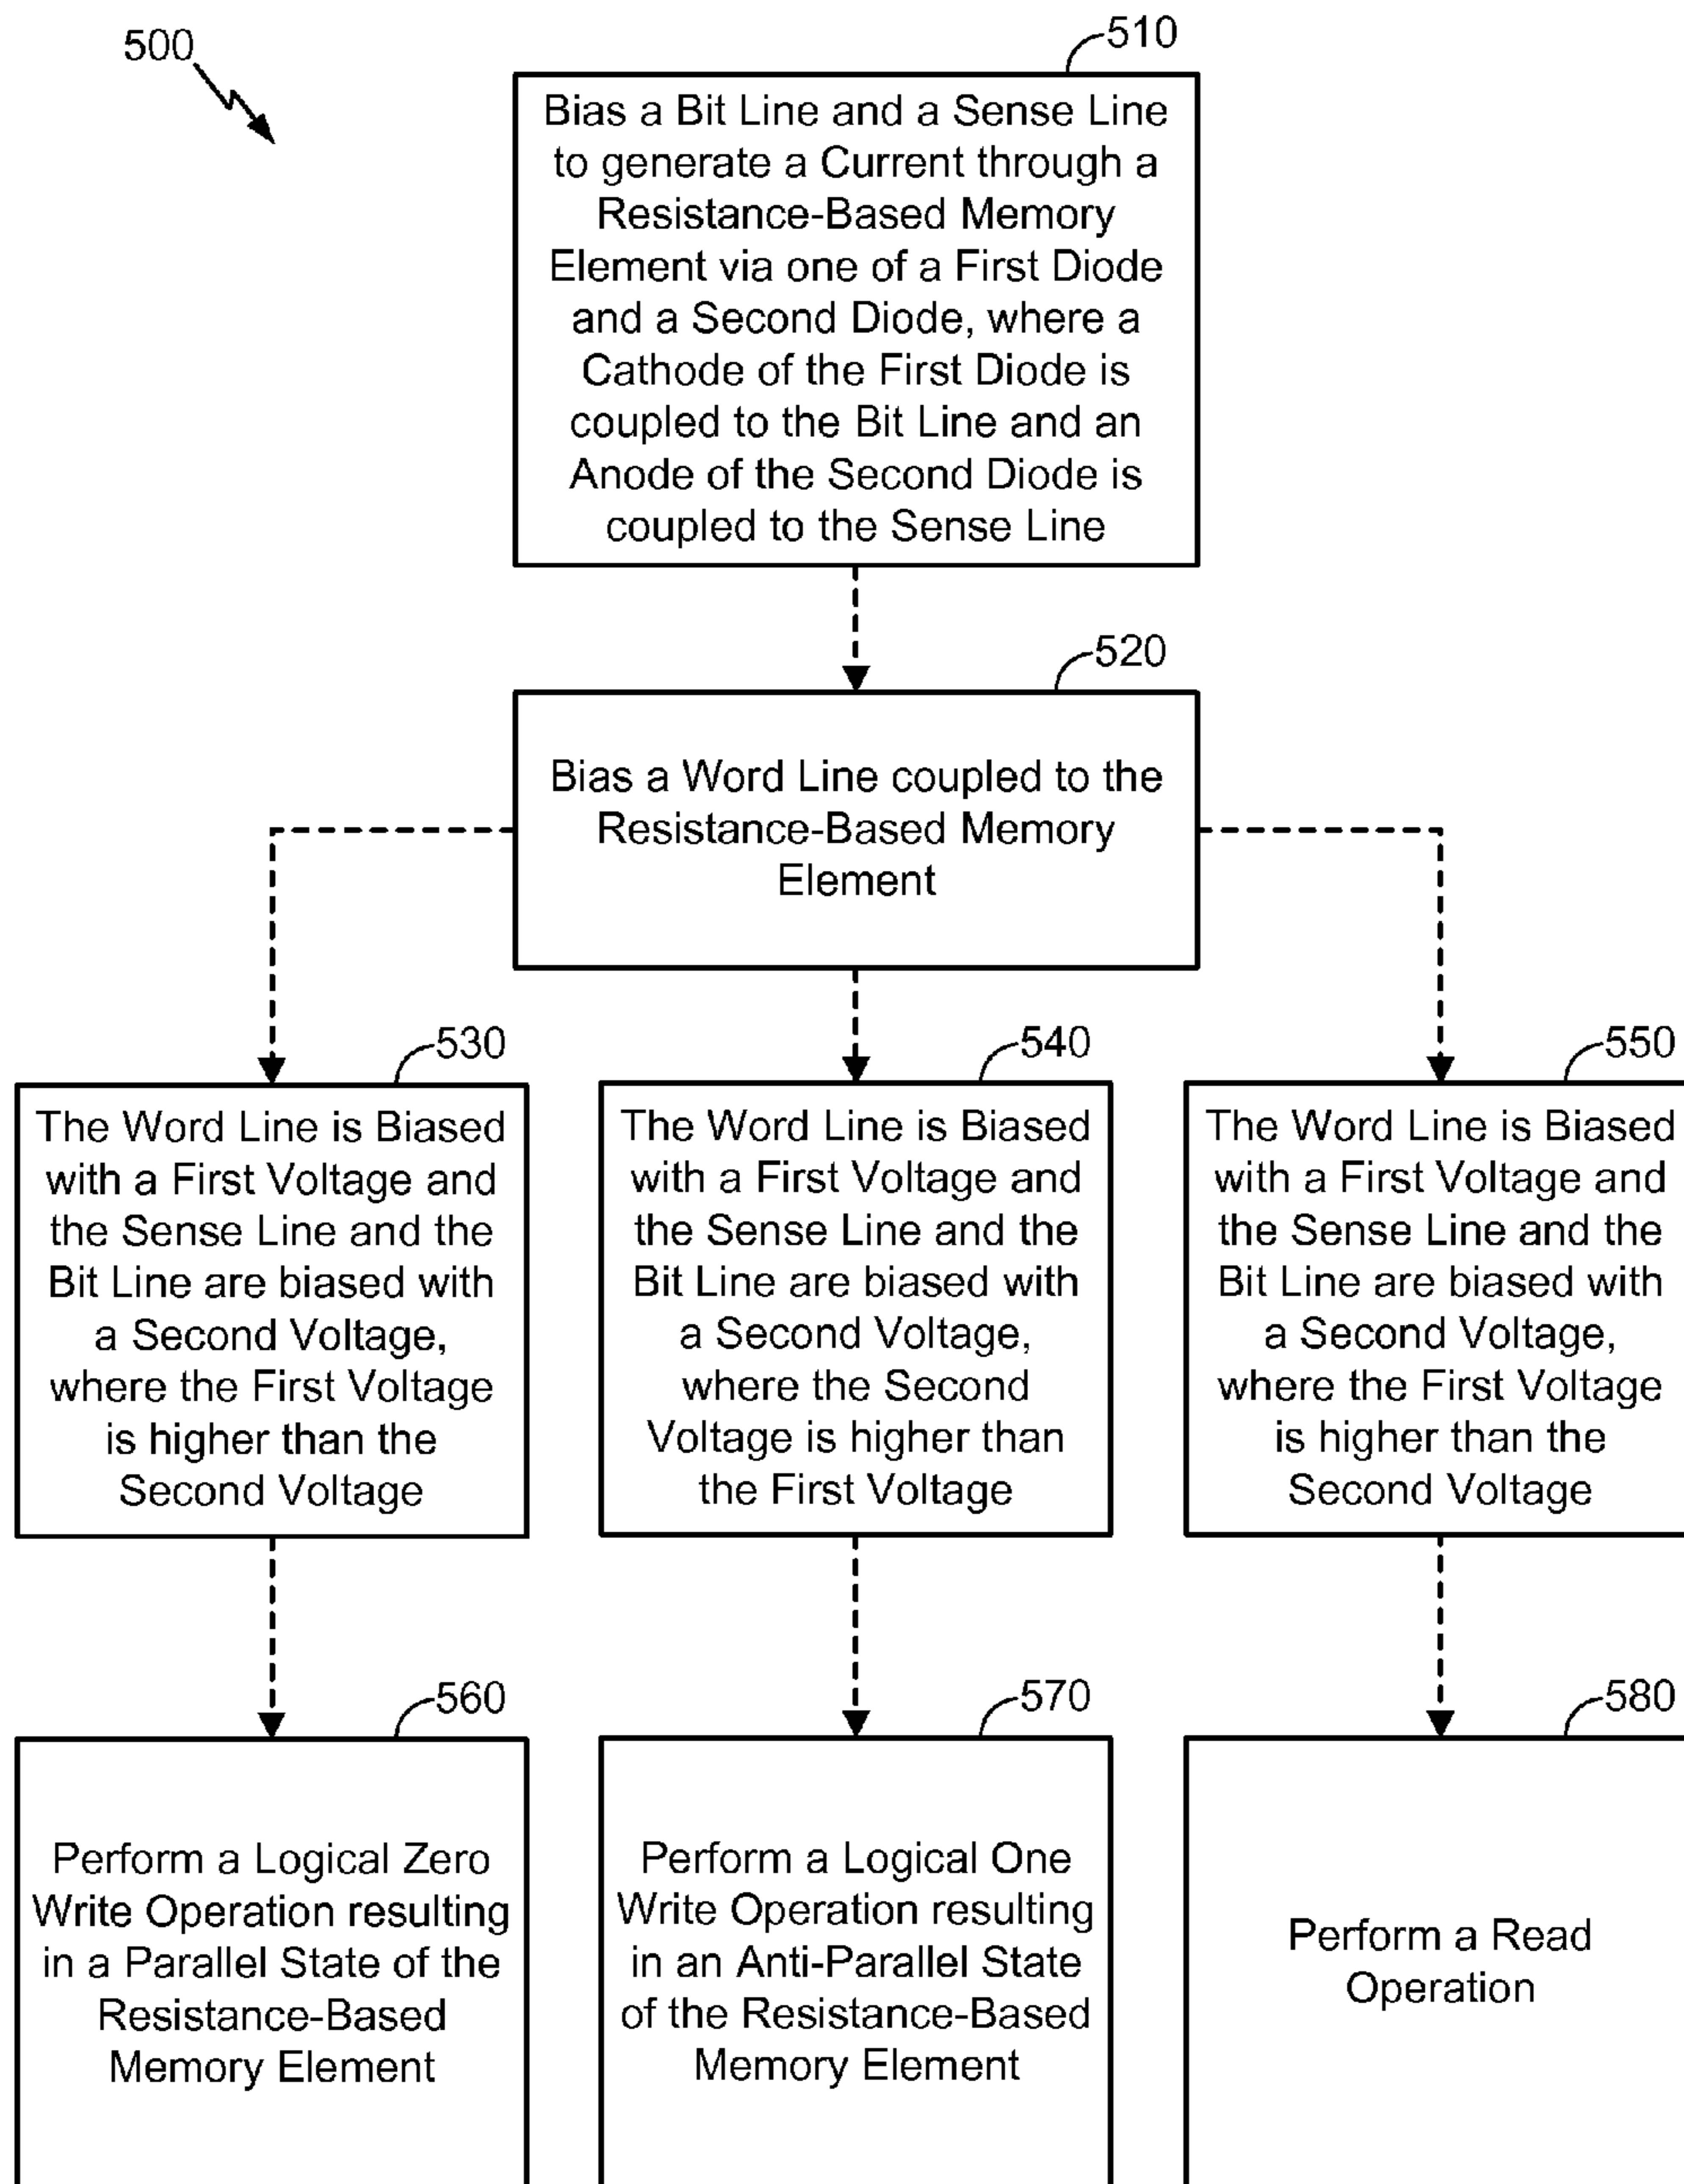 500
510
Bias a Bit Line and a Sense Line
to generate a Current through a
Resistance-Based Memory
Element via one of a First Diode
and a Second Diode, where a
Cathode of the First Diode is
coupled to the Bit Line and an
Anode of the Second Diode is
coupled to the Sense Line
520
Bias a Word Line coupled to the
Resistance-Based Memory
Element
530
The Word Line is Biased
with a First Voltage and
the Sense Line and the
Bit Line are biased with
a Second Voltage,
where the First Voltage
is higher than the
Second Voltage
540
The Word Line is Biased
with a First Voltage and
the Sense Line and the
Bit Line are biased with
a Second Voltage,
where the Second
Voltage is higher than
the First Voltage
550
The Word Line is Biased
with a First Voltage and
the Sense Line and the
Bit Line are biased with
a Second Voltage,
where the First Voltage
is higher than the
Second Voltage
560
Perform a Logical Zero
Write Operation resulting
in a Parallel State of the
Resistance-Based
Memory Element
570
Perform a Logical One
Write Operation resulting
in an Anti-Parallel State
of the Resistance-Based
Memory Element
580
Perform a Read
Operation